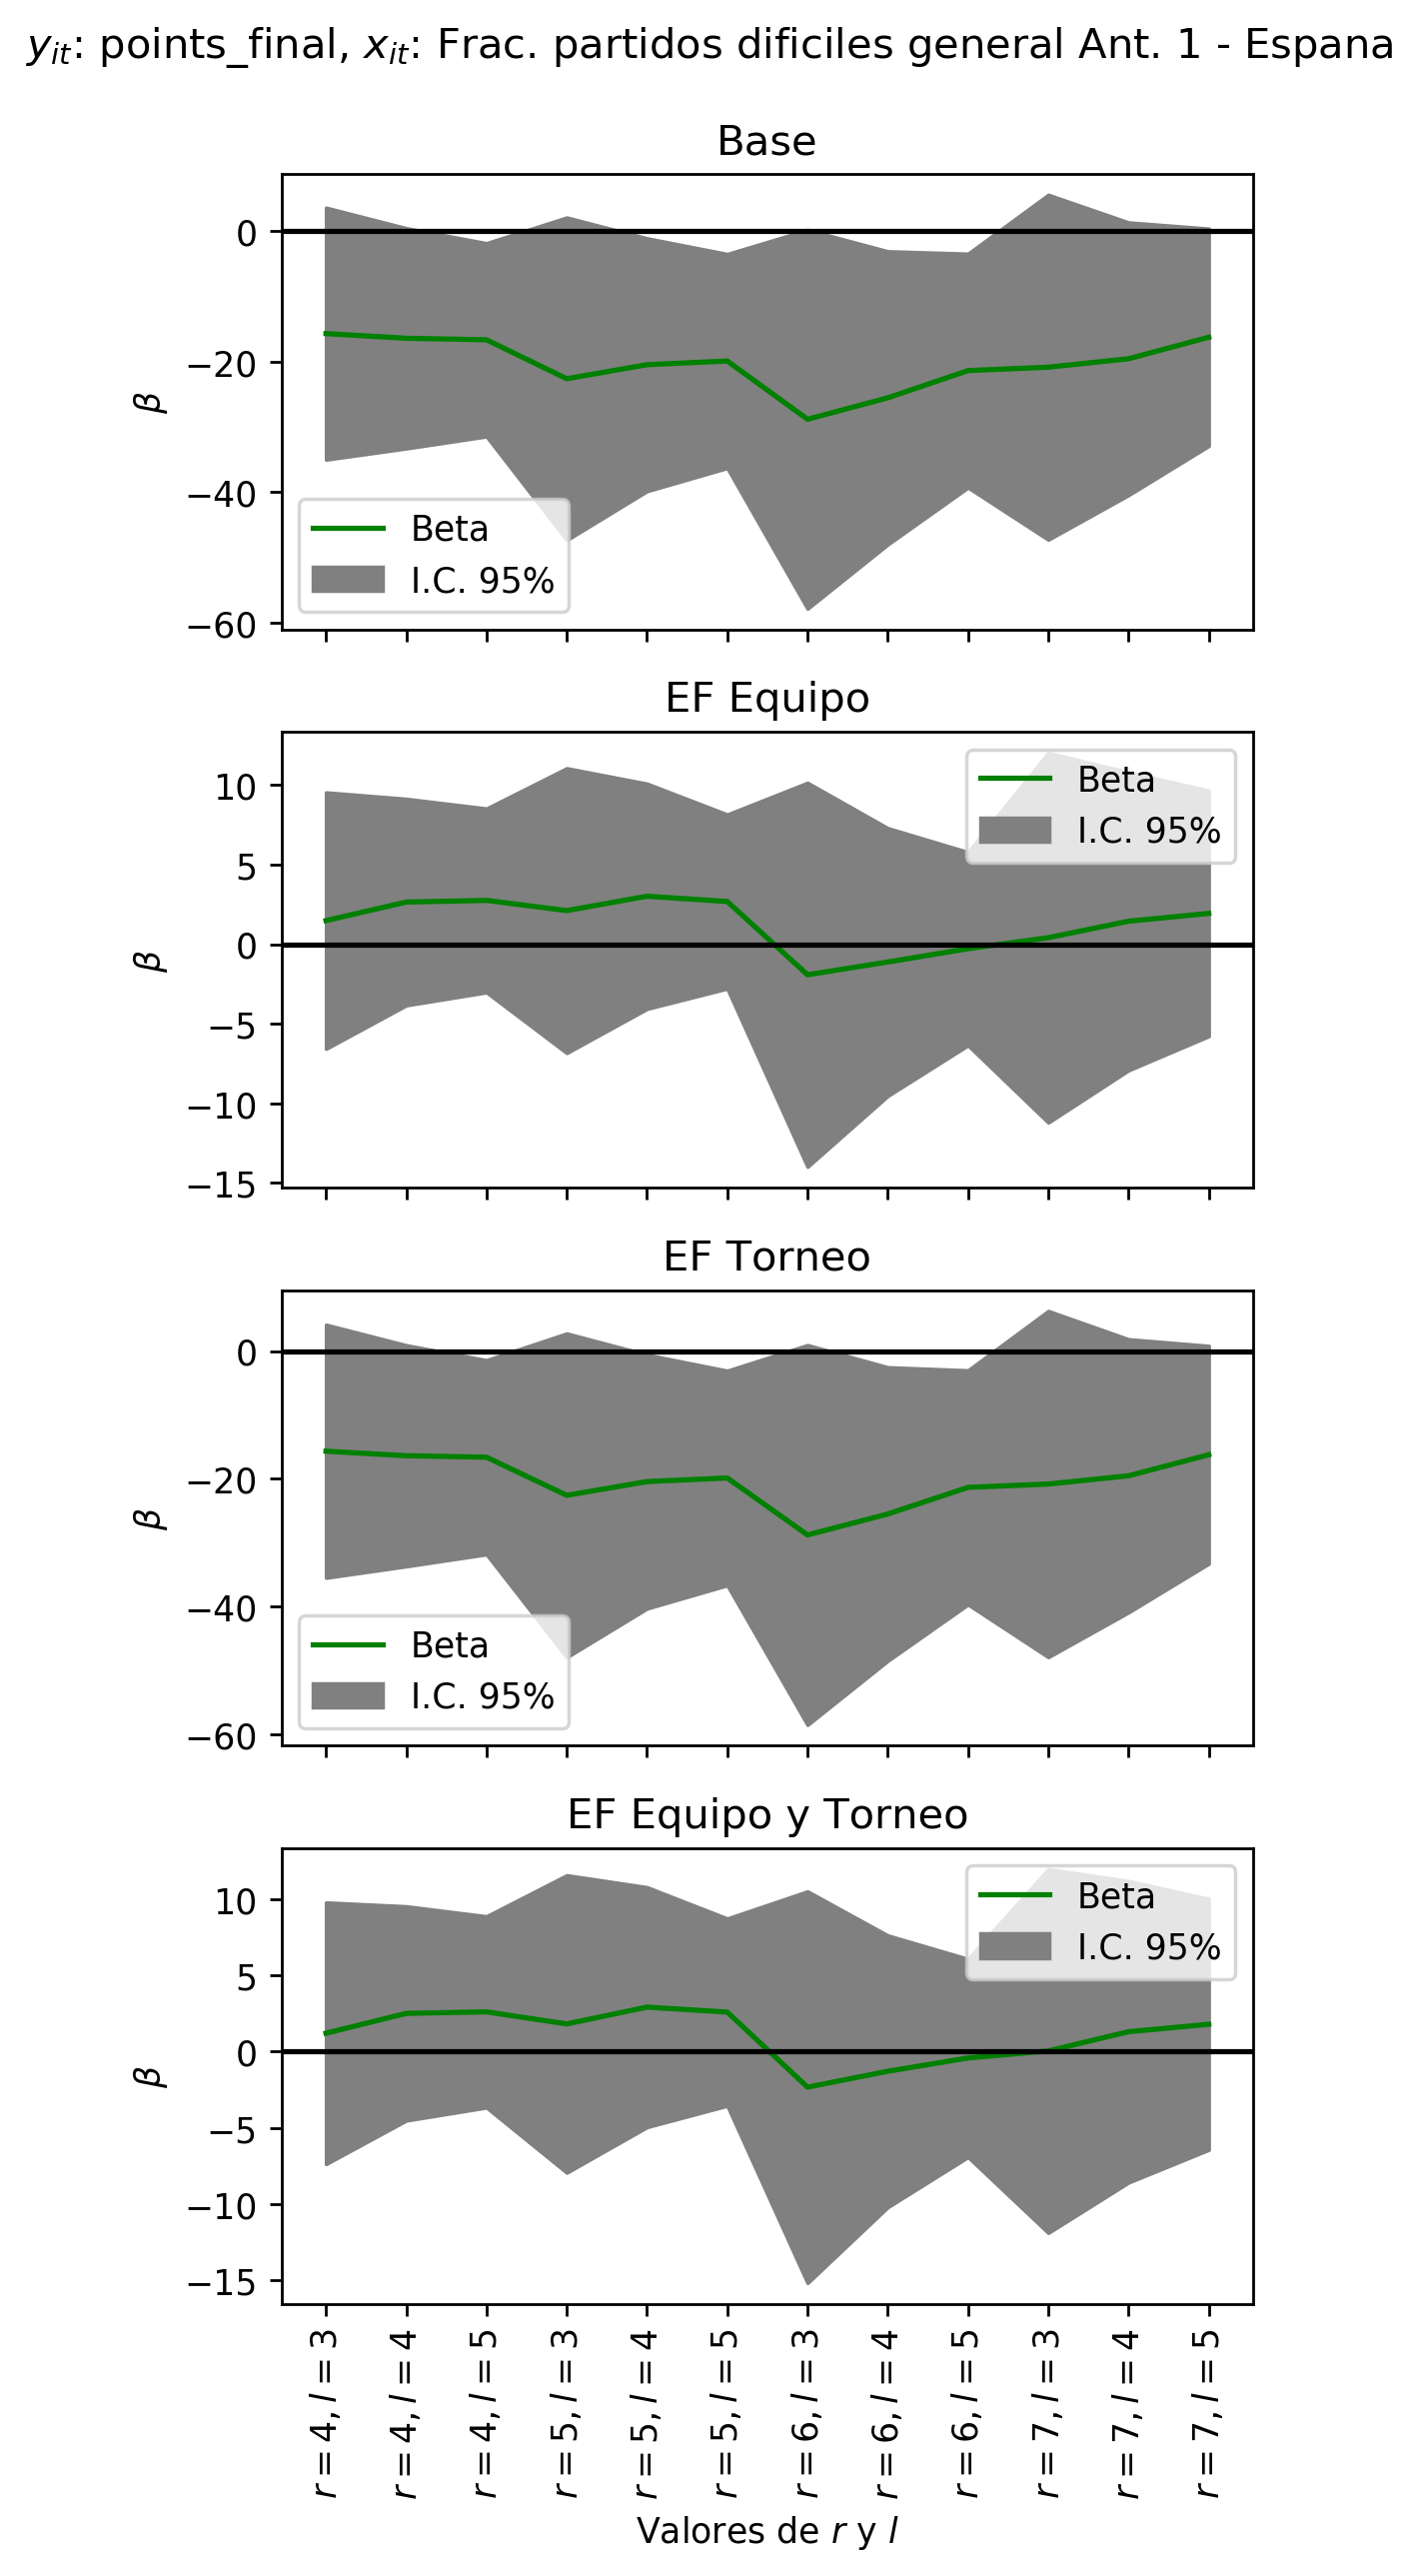 y_it: points_final, x_it: Frac. partidos dificiles general Ant. 1 - Espana
Base
0
−20
−40
−60
β
Beta
I.C. 95%
EF Equipo
10
5
0
−5
−10
−15
β
Beta
I.C. 95%
EF Torneo
0
−20
−40
−60
β
Beta
I.C. 95%
EF Equipo y Torneo
10
5
0
−5
−10
−15
β
Beta
I.C. 95%
r = 4, l = 3
r = 4, l = 4
r = 4, l = 5
r = 5, l = 3
r = 5, l = 4
r = 5, l = 5
r = 6, l = 3
r = 6, l = 4
r = 6, l = 5
r = 7, l = 3
r = 7, l = 4
r = 7, l = 5
Valores de r y l